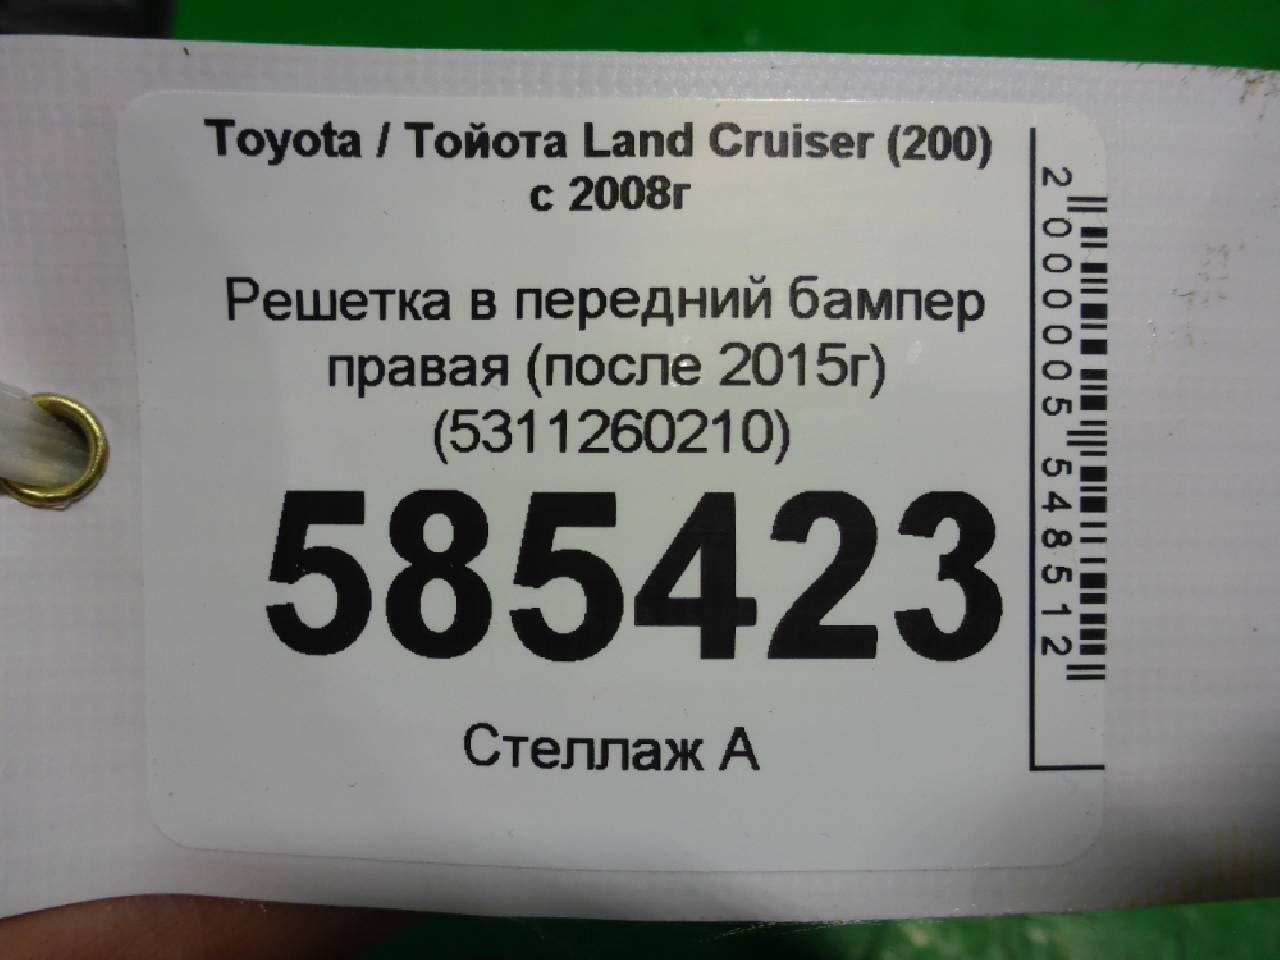 Toyota / Тойота Land Cruiser (200)
с 2008г
Решетка в передний бампер
правая (после 2015г)
(5311260210)
585423
Стеллаж А
2000005548512